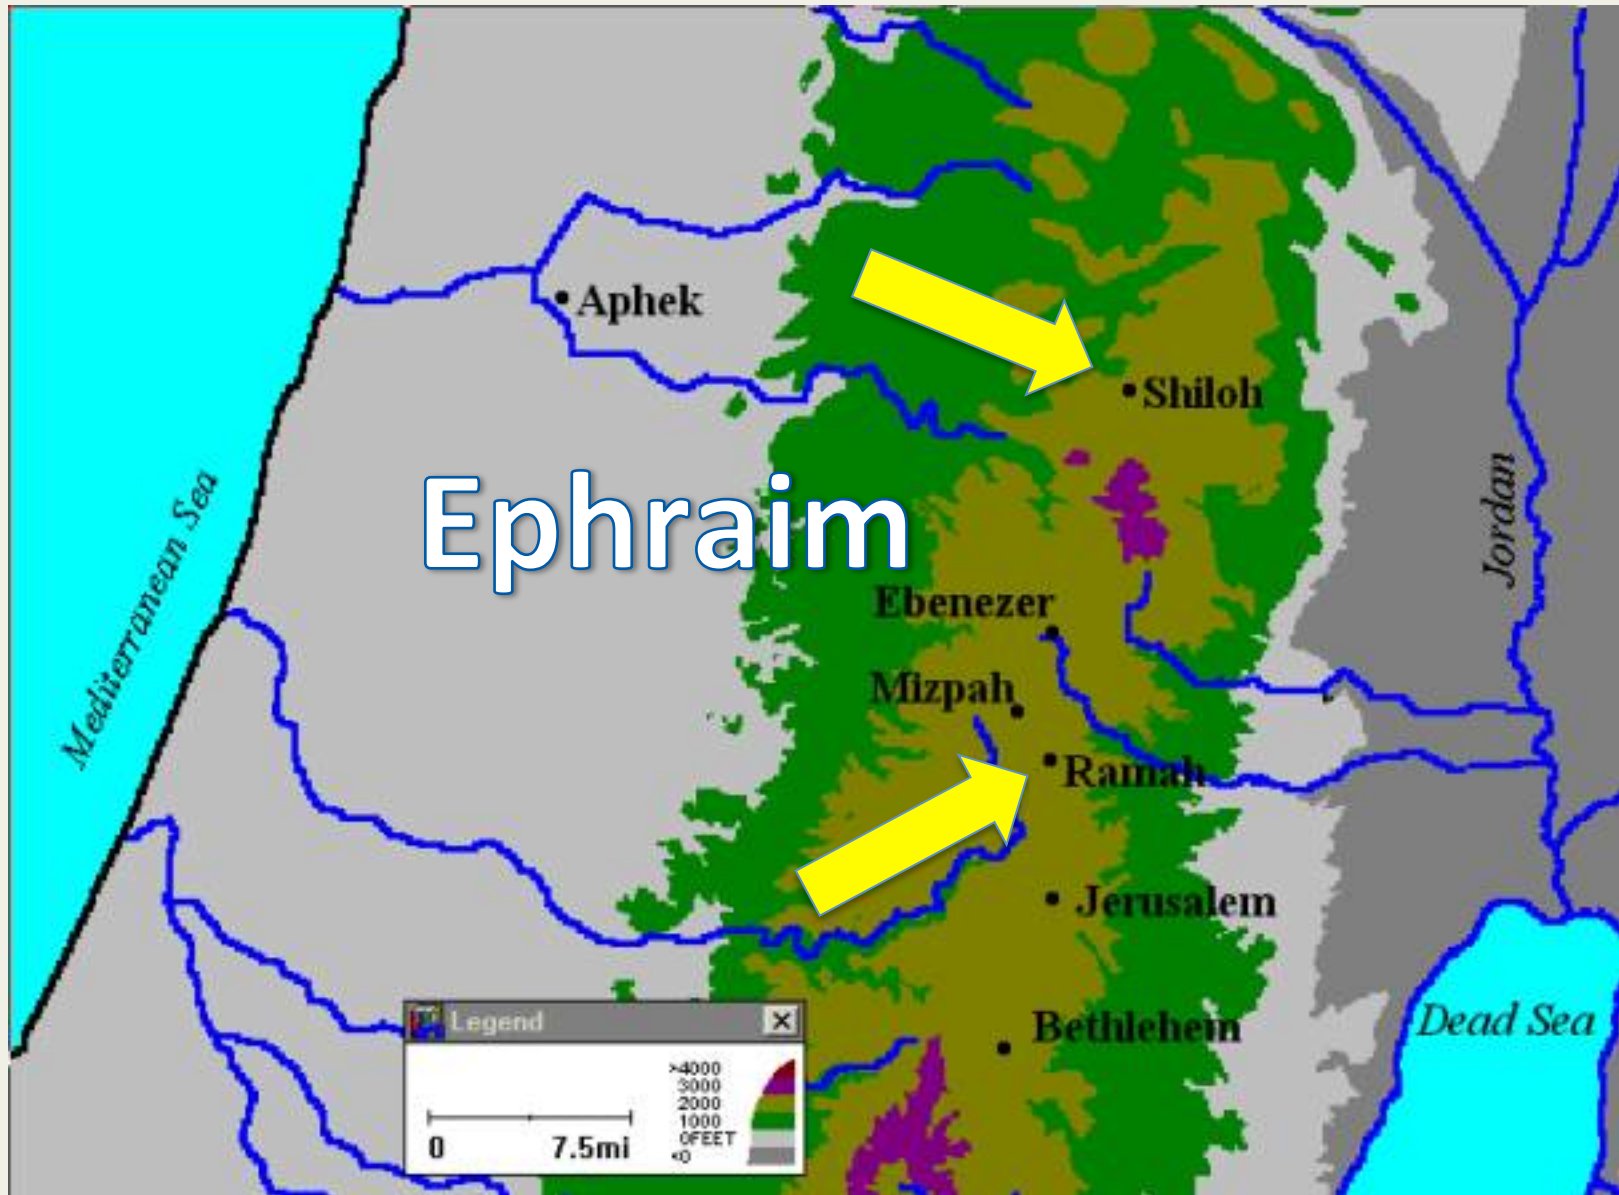 Aphek
Shiloh
Ephraim
Mediterranean Sea
Jordan
Ebenezer
Mizpah
Ramah
Jerusalem
Dead Sea
Bethlehem
Legend
>4000
3000
2000
1000
0FEET
<0
0 7.5mi